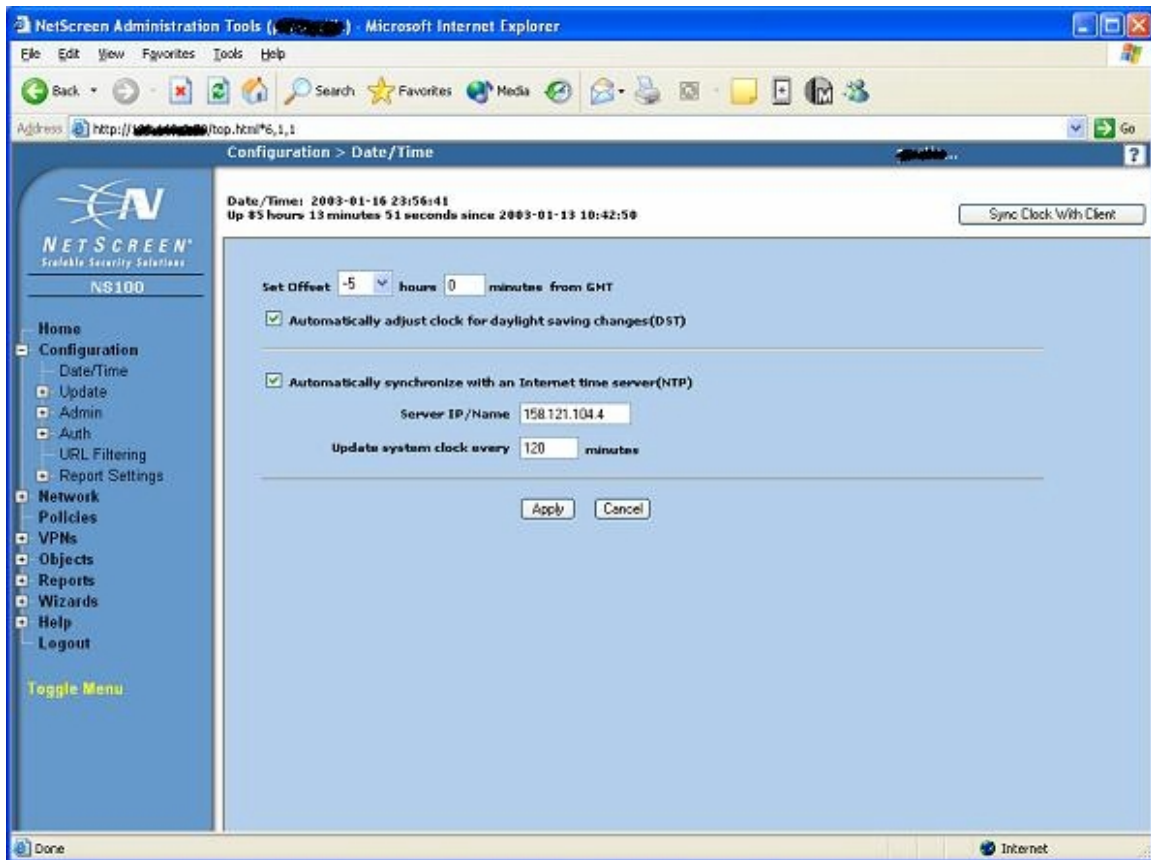 NetScreen Administration Tools ( ) - Microsoft Internet Explorer
File Edit View Favorites Tools Help
Back Search Favorites Media
Address http:// /top.html*6,1,1 Go
Configuration > Date/Time ... ?
N
NETSCREEN
Scalable Security Solutions
NS100
Date/Time: 2003-01-16 23:56:41
Up 85 hours 13 minutes 51 seconds since 2003-01-13 10:42:50
Sync Clock With Client
Home
Configuration
Date/Time
Update
Admin
Auth
URL Filtering
Report Settings
Network
Policies
VPNs
Objects
Reports
Wizards
Help
Logout
Toggle Menu
Set Offset -5 hours 0 minutes from GMT
Automatically adjust clock for daylight saving changes(DST)
Automatically synchronize with an Internet time server(NTP)
Server IP/Name 158.121.104.4
Update system clock every 120 minutes
Apply Cancel
Done Internet